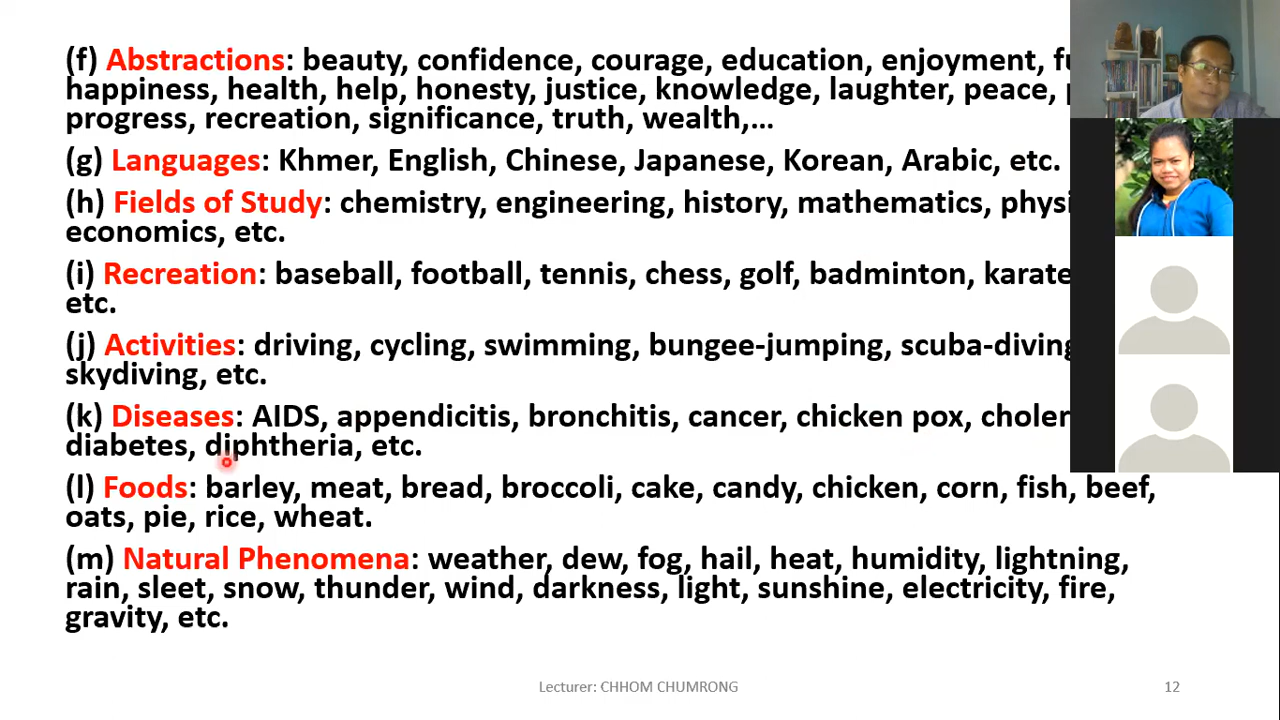 (f) Abstractions: beauty, confidence, courage, education, enjoyment,
happiness, health, help, honesty, justice, knowledge, laughter, peace,
progress, recreation, significance, truth, wealth,...
(g) Languages: Khmer, English, Chinese, Japanese, Korean, Arabic, etc.
(h) Fields of Study: chemistry, engineering, history, mathematics,
economics, etc.
(i) Recreation: baseball, football, tennis, chess, golf, badminton, karate
etc.
(j) Activities: driving, cycling, swimming, bungee-jumping, scuba-diving
skydiving, etc.
(k) Diseases: AIDS, appendicitis, bronchitis, cancer, chicken pox,
diabetes, diphtheria, etc.
(l) Foods: barley, meat, bread, broccoli, cake, candy, chicken, corn, fish, beef,
oats, pie, rice, wheat.
(m) Natural Phenomena: weather, dew, fog, hail, heat, humidity, lightning,
rain, sleet, snow, thunder, wind, darkness, light, sunshine, electricity, fire,
gravity, etc.
Lecturer: CHHOM CHUMRONG
12